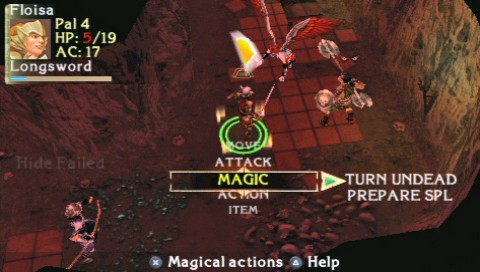 Floisa
Pal 4
HP: 5/19
AC: 17
Longsword
Hide Failed
MOVE
ATTACK
MAGIC
TURN UNDEAD
ACTION
PREPARE SPL
ITEM
Magical actions
Help